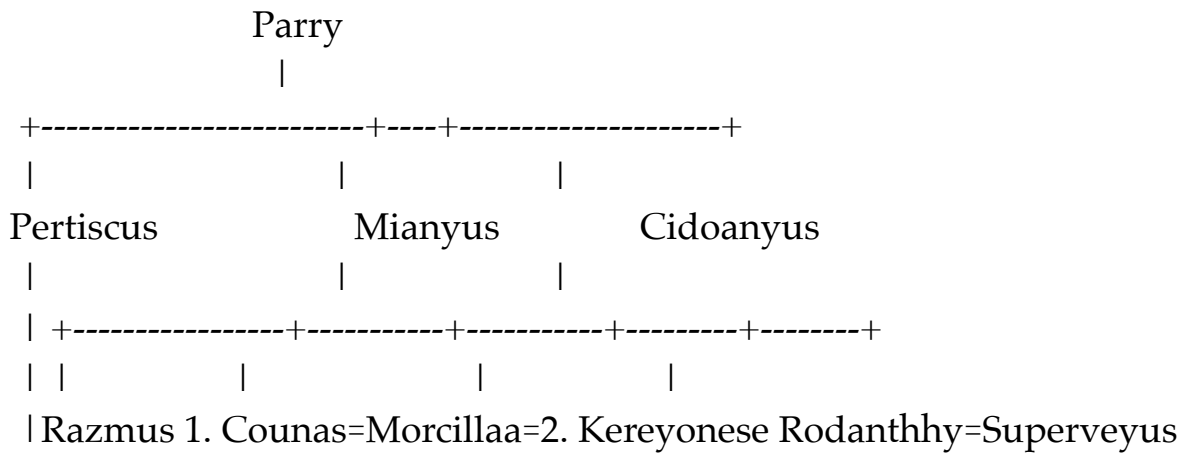 Parry
|
+--------------------------+----+---------------------+
| | |
Pertiscus Mianyus Cidoanyus
| | |
| +-----------------+-----------+-----------+---------+--------+
| | | | |
|Razmus 1. Counas=Morcillaa=2. Kereyonese Rodanthhy=Superveyus